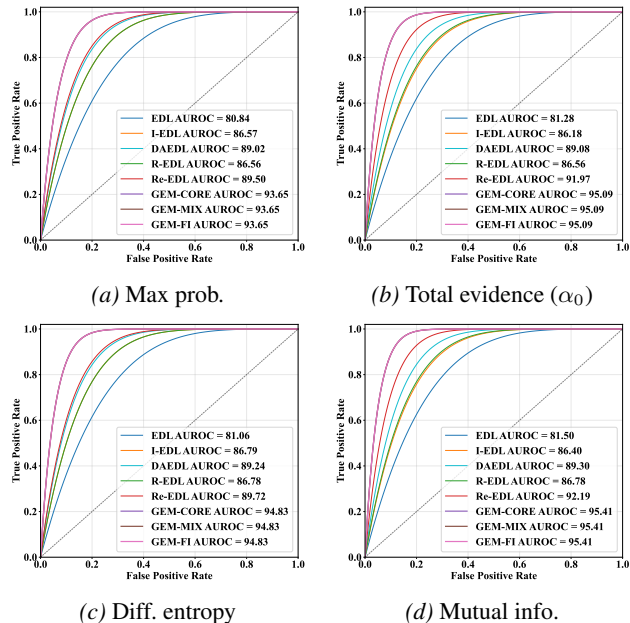 1.0
0.8
0.6
0.4
0.2
0.0
True Positive Rate
EDL AUROC = 80.84
I-EDL AUROC = 86.57
DAEDL AUROC = 89.02
R-EDL AUROC = 86.56
Re-EDL AUROC = 89.50
GEM-CORE AUROC = 93.65
GEM-MIX AUROC = 93.65
GEM-FI AUROC = 93.65
0.0 0.2 0.4 0.6 0.8 1.0
False Positive Rate
(a) Max prob.
1.0
0.8
0.6
0.4
0.2
0.0
True Positive Rate
EDL AUROC = 81.28
I-EDL AUROC = 86.18
DAEDL AUROC = 89.08
R-EDL AUROC = 86.56
Re-EDL AUROC = 91.97
GEM-CORE AUROC = 95.09
GEM-MIX AUROC = 95.09
GEM-FI AUROC = 95.09
0.0 0.2 0.4 0.6 0.8 1.0
False Positive Rate
(b) Total evidence (α₀)
1.0
0.8
0.6
0.4
0.2
0.0
True Positive Rate
EDL AUROC = 81.06
I-EDL AUROC = 86.79
DAEDL AUROC = 89.24
R-EDL AUROC = 86.78
Re-EDL AUROC = 89.72
GEM-CORE AUROC = 94.83
GEM-MIX AUROC = 94.83
GEM-FI AUROC = 94.83
0.0 0.2 0.4 0.6 0.8 1.0
False Positive Rate
(c) Diff. entropy
1.0
0.8
0.6
0.4
0.2
0.0
True Positive Rate
EDL AUROC = 81.50
I-EDL AUROC = 86.40
DAEDL AUROC = 89.30
R-EDL AUROC = 86.78
Re-EDL AUROC = 92.19
GEM-CORE AUROC = 95.41
GEM-MIX AUROC = 95.41
GEM-FI AUROC = 95.41
0.0 0.2 0.4 0.6 0.8 1.0
False Positive Rate
(d) Mutual info.